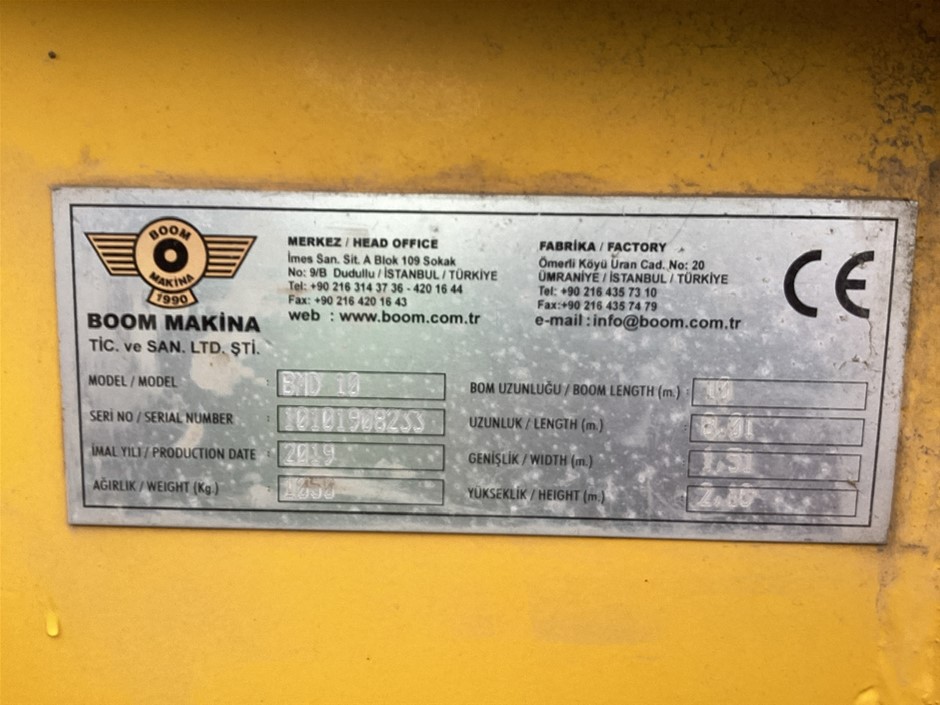 BOOM
MAKİNA
1990
BOOM MAKİNA
TİC. ve SAN. LTD. ŞTİ.
MERKEZ / HEAD OFFICE
İmes San. Sit. A Blok 109 Sokak
No: 9/B Dudullu / İSTANBUL / TÜRKİYE
Tel: +90 216 314 37 36 - 420 16 44
Fax: +90 216 420 16 43
web : www.boom.com.tr
FABRİKA / FACTORY
Ömerli Köyü Uran Cad. No: 20
ÜMRANİYE / İSTANBUL / TÜRKİYE
Tel: +90 216 435 73 10
Fax:+90 216 435 74 79
e-mail : info@boom.com.tr
CE
MODEL / MODEL : BMD 10
SERİ NO / SERIAL NUMBER :
İMAL YILI / PRODUCTION DATE : 2019
AĞIRLIK / WEIGHT (Kg.) :
BOM UZUNLUĞU / BOOM LENGTH (m.) : 10
UZUNLUK / LENGTH (m.) :
GENİŞLİK / WIDTH (m.) : 1.51
YÜKSEKLİK / HEIGHT (m.) :